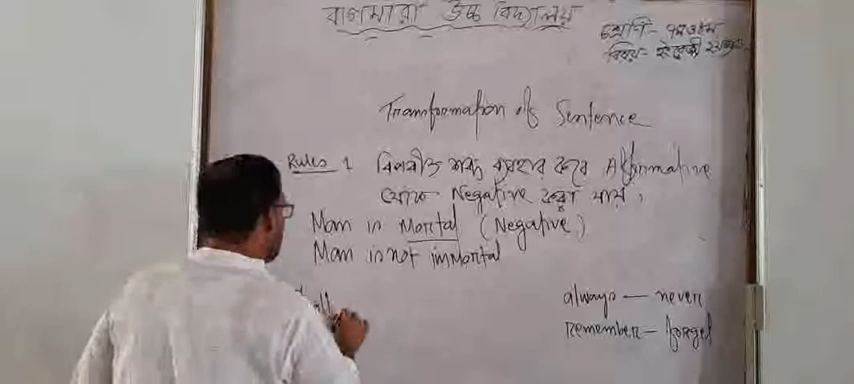 বাগমারা উচ্চ বিদ্যালয়
শ্রেণি-
বিষয়-
Transformation of Sentence
Rules 1 বিপরীত শব্দ ব্যবহার করে Affirmative
থেকে Negative করা যায়।
Man is Mortal (Negative)
Man is not immortal
always — never
remember — forget